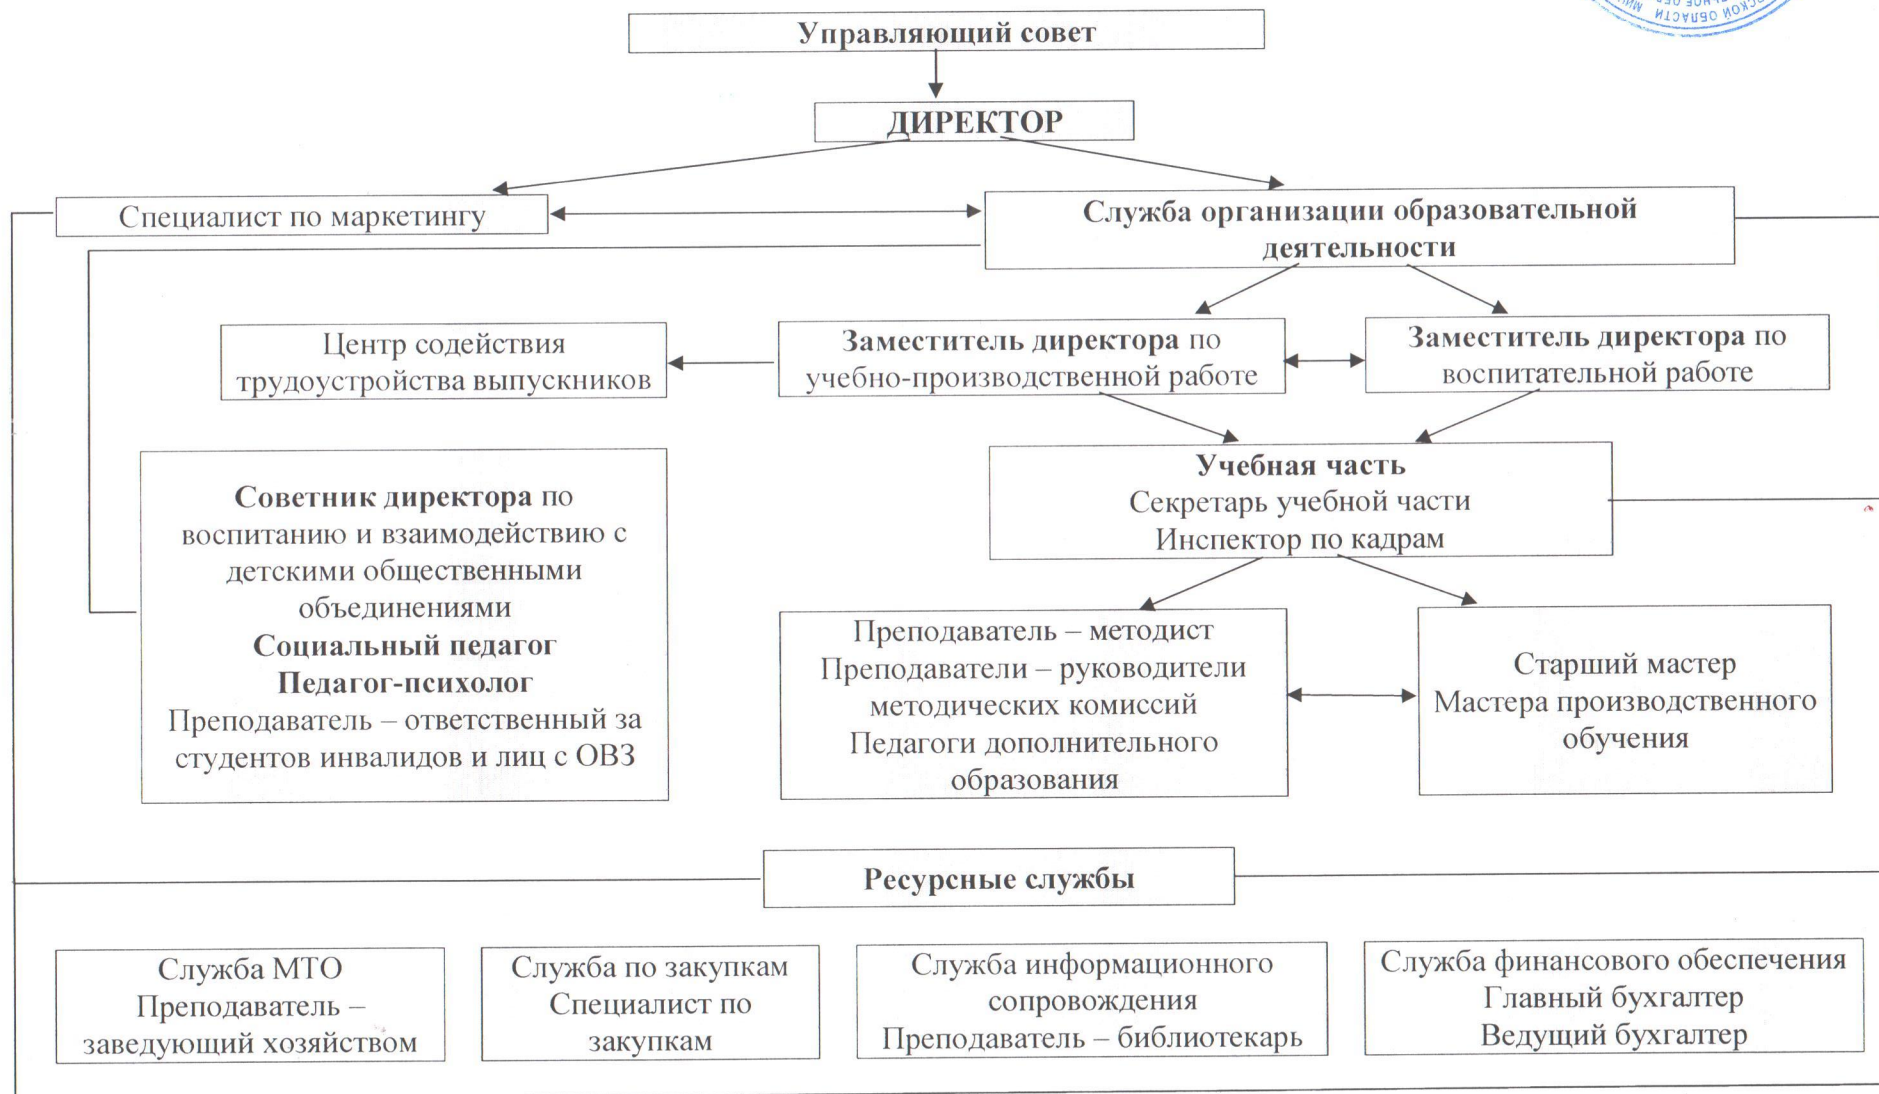 Управляющий совет
ДИРЕКТОР
Специалист по маркетингу
Служба организации образовательной
деятельности
Центр содействия
трудоустройства выпускников
Заместитель директора по
учебно-производственной работе
Заместитель директора по
воспитательной работе
Советник директора по
воспитанию и взаимодействию с
детскими общественными
объединениями
Социальный педагог
Педагог-психолог
Преподаватель – ответственный за
студентов инвалидов и лиц с ОВЗ
Учебная часть
Секретарь учебной части
Инспектор по кадрам
Преподаватель – методист
Преподаватели – руководители
методических комиссий
Педагоги дополнительного
образования
Старший мастер
Мастера производственного
обучения
Ресурсные службы
Служба МТО
Преподаватель –
заведующий хозяйством
Служба по закупкам
Специалист по
закупкам
Служба информационного
сопровождения
Преподаватель – библиотекарь
Служба финансового обеспечения
Главный бухгалтер
Ведущий бухгалтер
ОБЛАСТИ